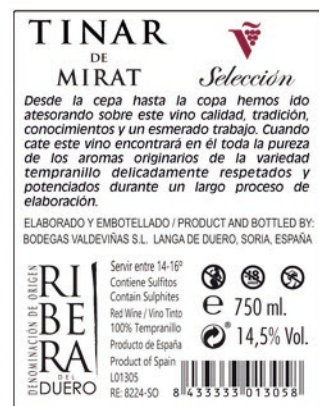 TINAR
DE
MIRAT
Selección
Desde la cepa hasta la copa hemos ido
atesorando sobre este vino calidad, tradición,
conocimientos y un esmerado trabajo. Cuando
cate este vino encontrará en él toda la pureza
de los aromas originarios de la variedad
tempranillo delicadamente respetados y
potenciados durante un largo proceso de
elaboración.
ELABORADO Y EMBOTELLADO / PRODUCT AND BOTTLED BY:
BODEGAS VALDEVIÑAS S.L. LANGA DE DUERO, SORIA, ESPAÑA
DENOMINACIÓN DE ORIGEN
RI
BE
RA
DEL
DUERO
Servir entre 14-16º
Contiene Sulfitos
Contain Sulphites
Red Wine / Vino Tinto
100% Tempranillo
Producto de España
Product of Spain
L01305
RE: 8224-SO
18
e 750 ml.
14,5% Vol.
8 433333 013058